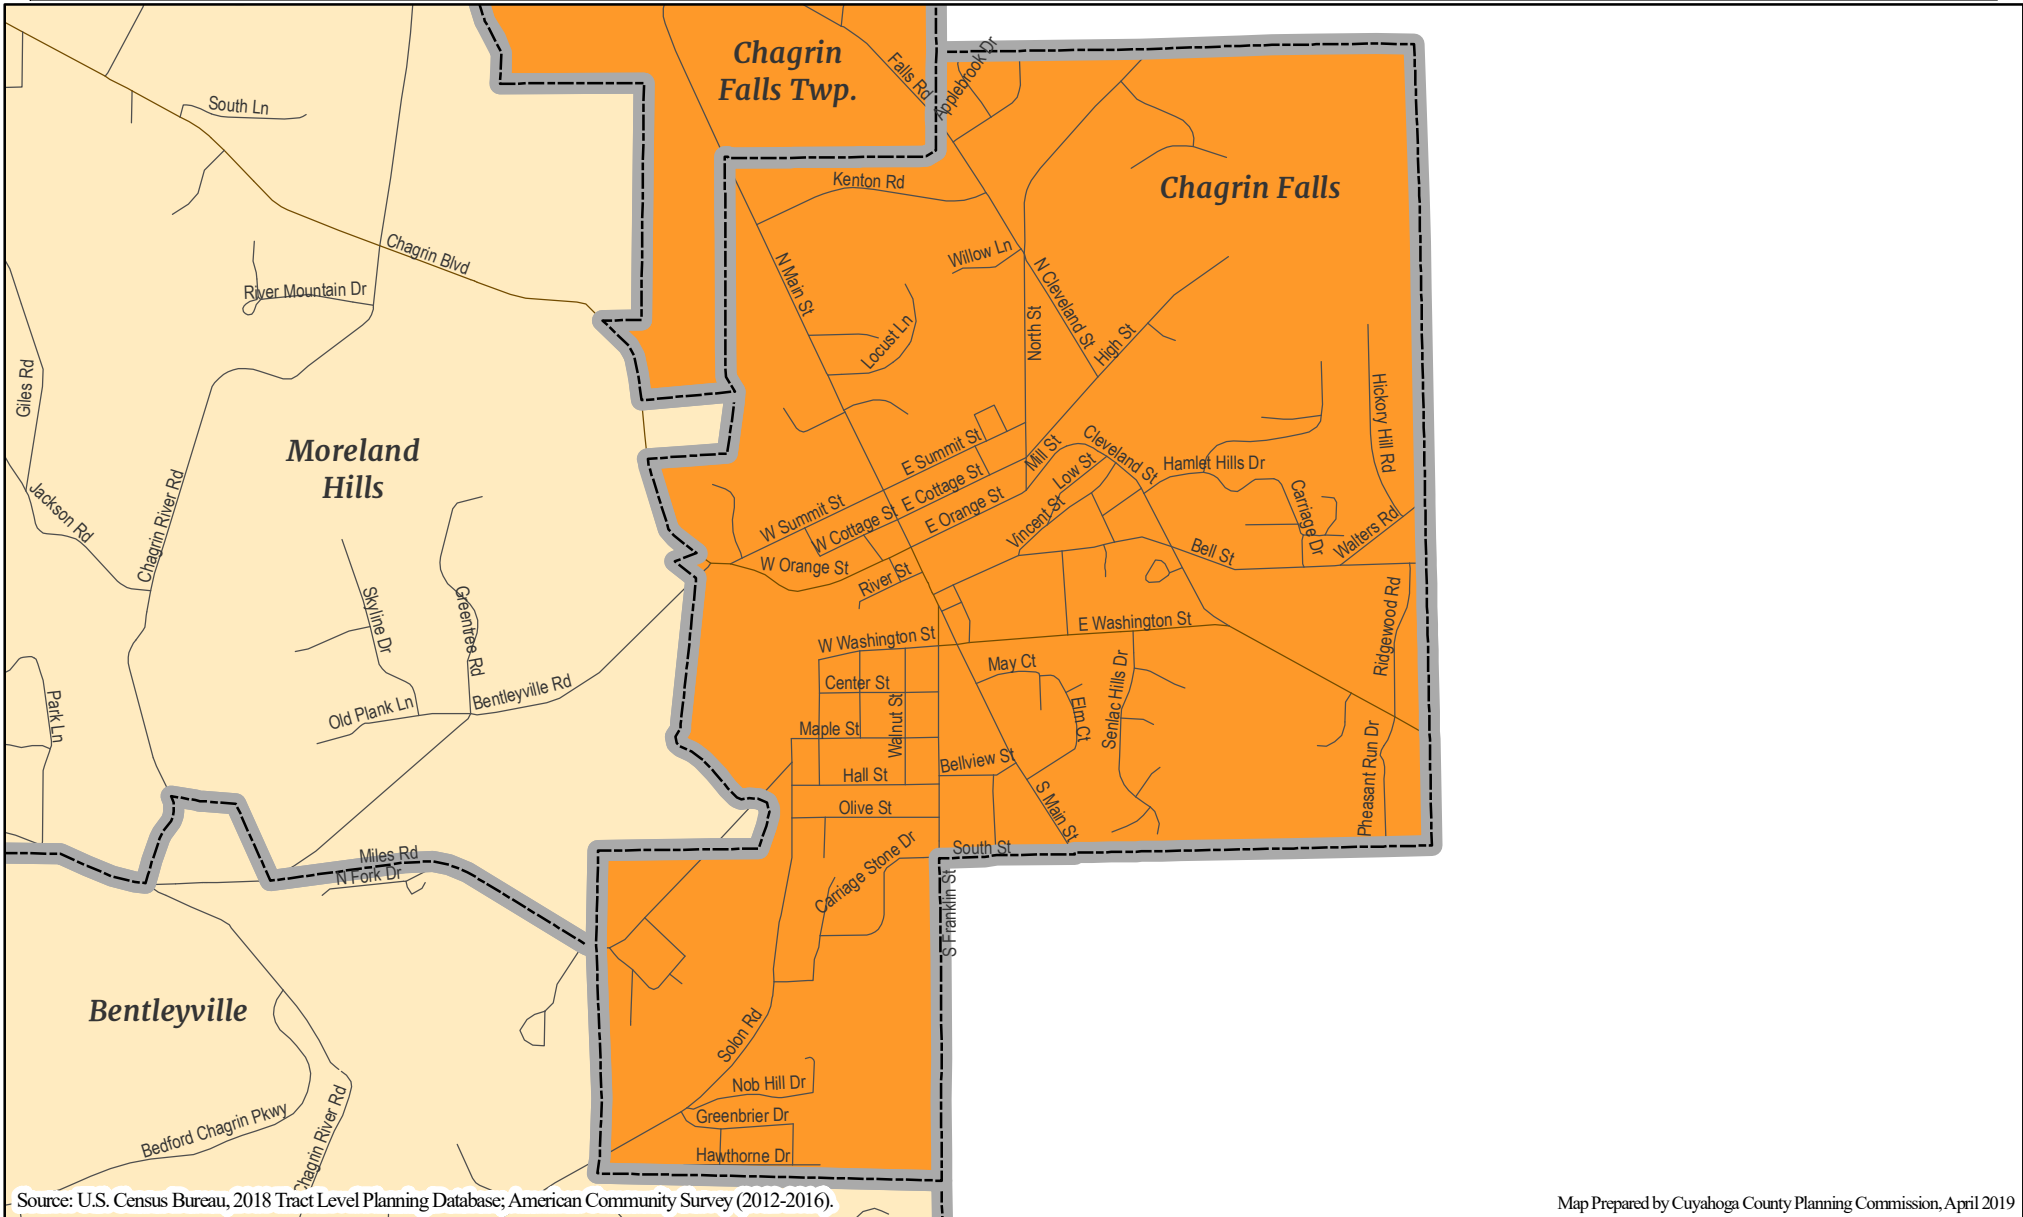 Chagrin
Falls Twp.
Falls Rd
Applebrook Dr
South Ln
Kenton Rd
Chagrin Falls
Chagrin Blvd
Willow Ln
N Main St
N Cleveland St
River Mountain Dr
North St
High St
Locust Ln
Giles Rd
Hickory Hill Rd
Moreland
Hills
E Summit St
Mill St
Cleveland St
Low St
Hamlet Hills Dr
E Cottage St
Jackson Rd
Chagrin River Rd
W Summit St
W Cottage St
E Orange St
Vincent St
Carriage Dr
Walters Rd
Bell St
W Orange St
River St
Skyline Dr
Greentree Rd
W Washington St
E Washington St
Ridgewood Rd
May Ct
Center St
Walnut St
Elm Ct
Senlac Hills Dr
Old Plank Ln
Bentleyville Rd
Park Ln
Maple St
Bellview St
Hall St
Pheasant Run Dr
Olive St
S Main St
South St
Miles Rd
N Fork Dr
Carriage Stone Dr
S Franklin St
Bentleyville
Solon Rd
Nob Hill Dr
Greenbrier Dr
Hawthorne Dr
Bedford Chagrin Pkwy
Chagrin River Rd
Source: U.S. Census Bureau, 2018 Tract Level Planning Database; American Community Survey (2012-2016).
Map Prepared by Cuyahoga County Planning Commission, April 2019